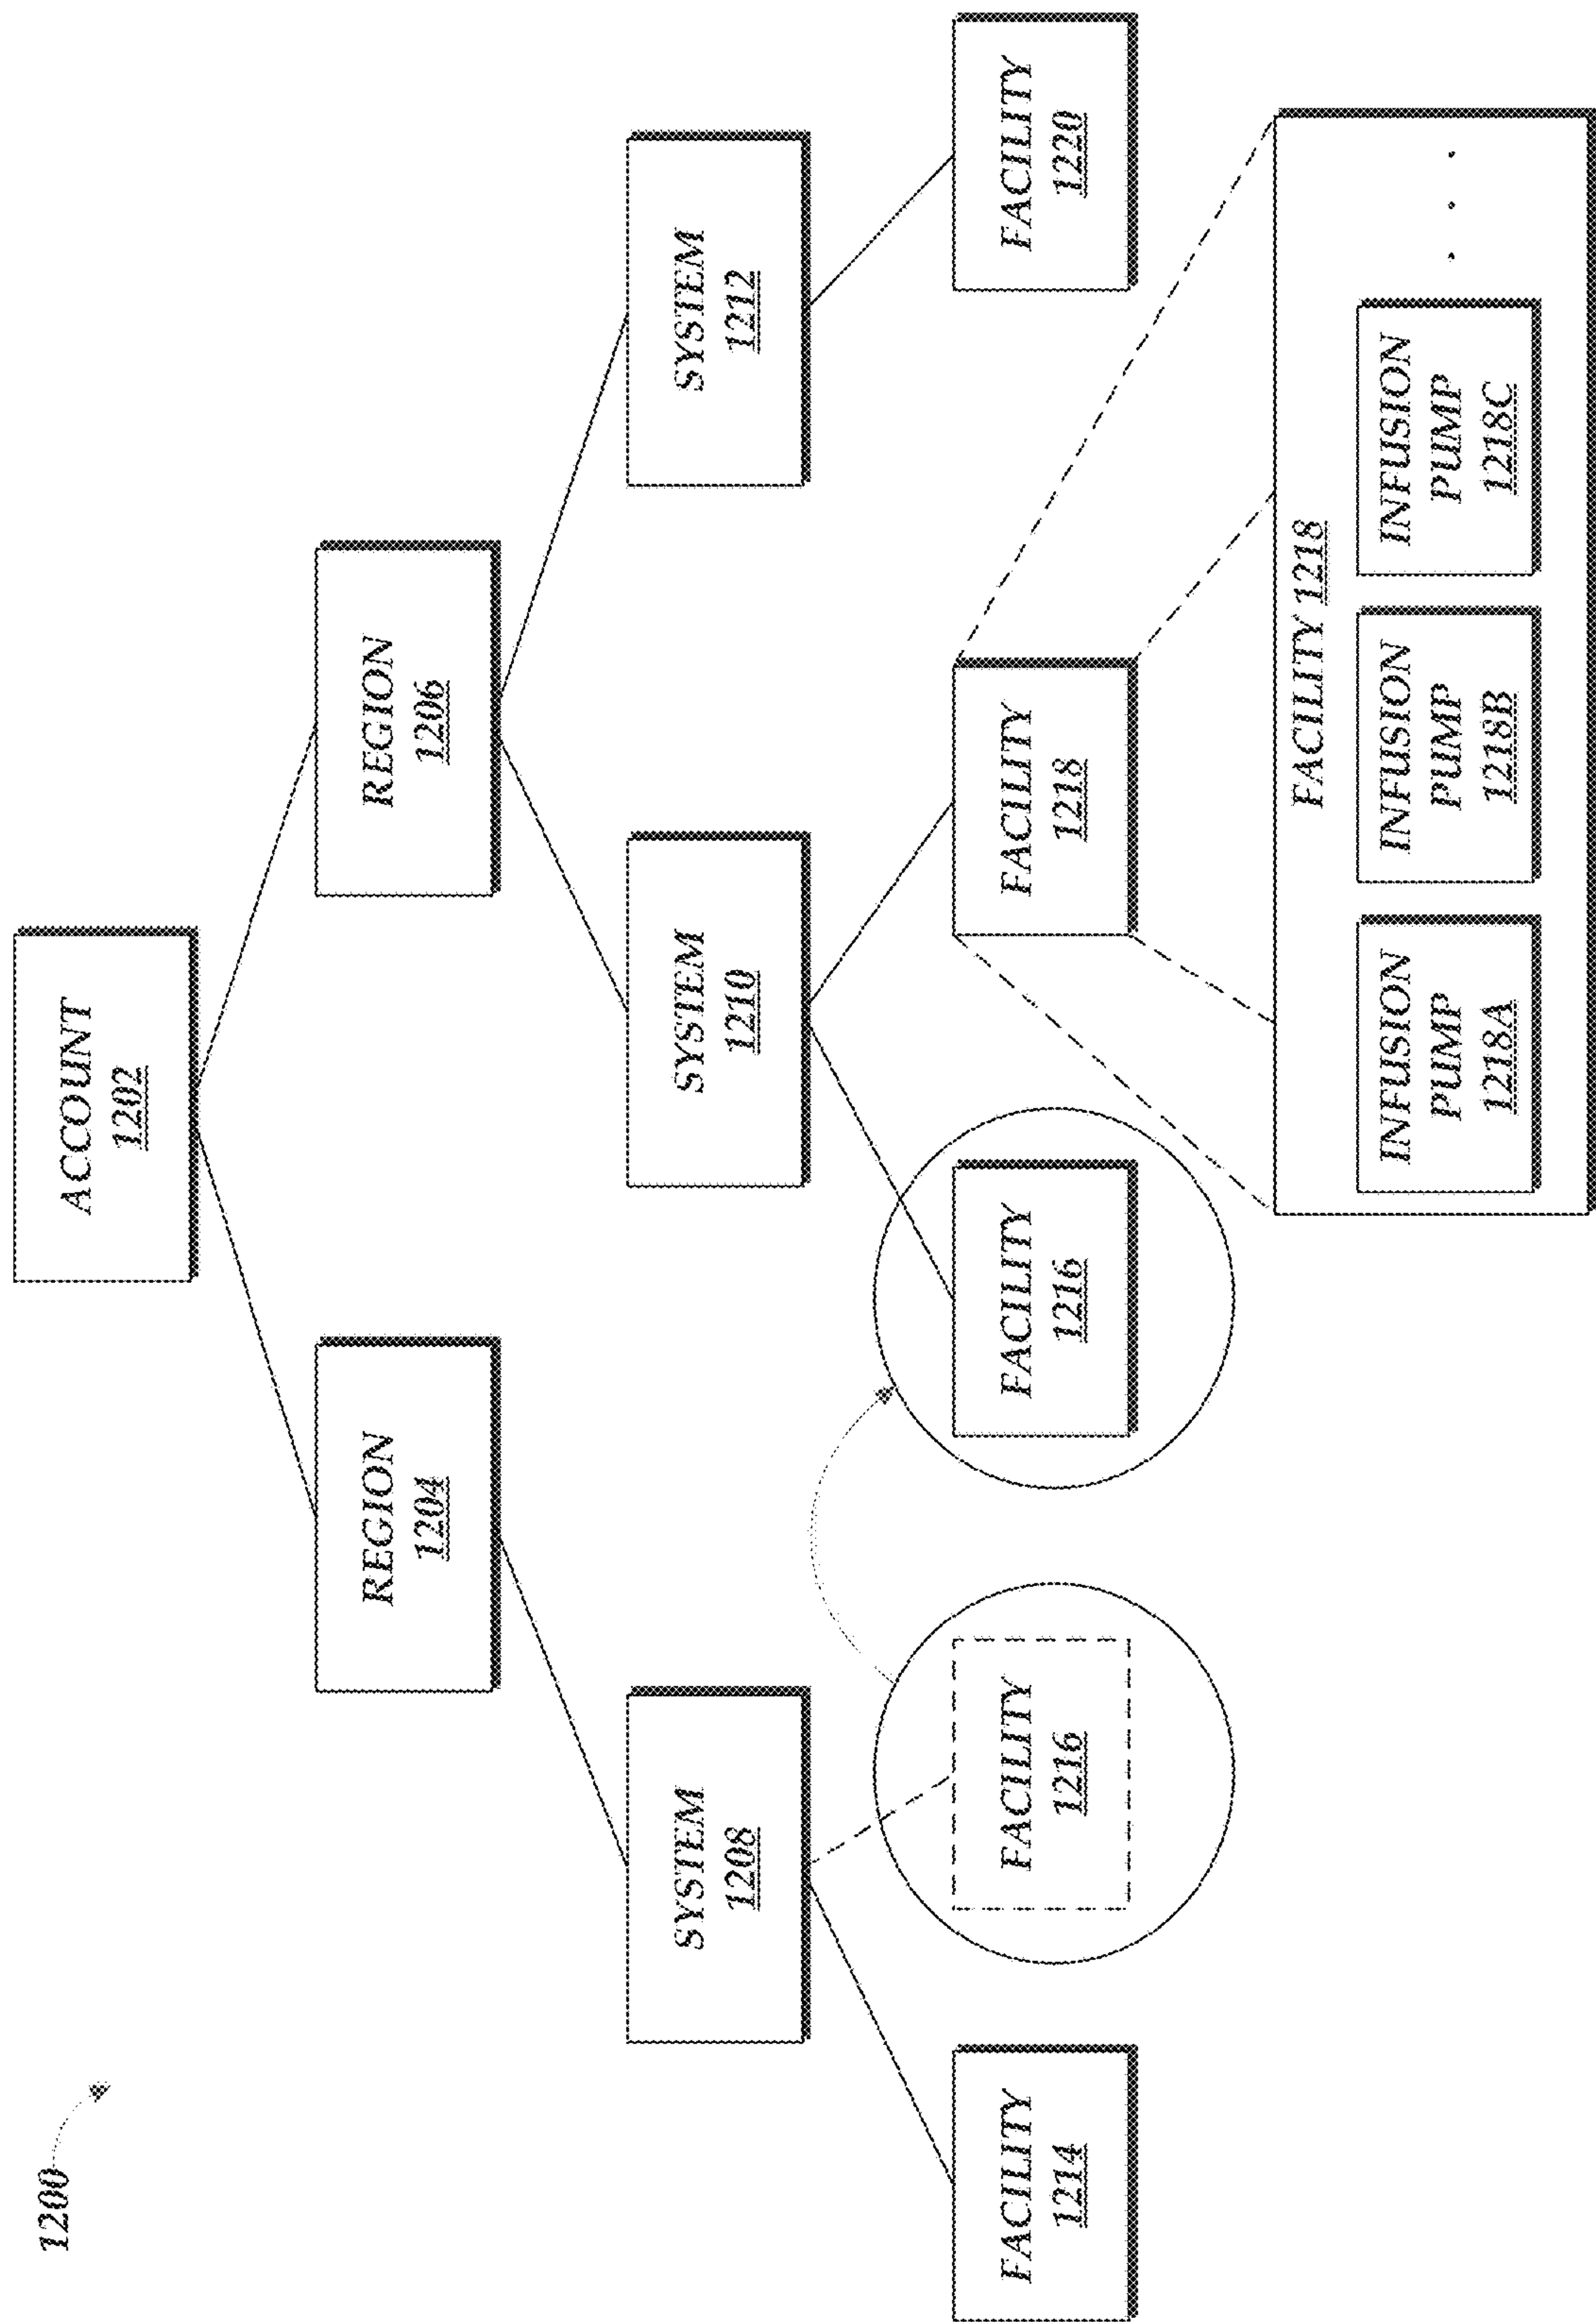 1200
ACCOUNT
1202
REGION
1204
REGION
1206
SYSTEM
1208
SYSTEM
1210
SYSTEM
1212
FACILITY
1214
FACILITY
1216
FACILITY
1216
FACILITY
1218
FACILITY
1220
FACILITY 1218
INFUSION
PUMP
1218A
INFUSION
PUMP
1218B
INFUSION
PUMP
1218C
. . .